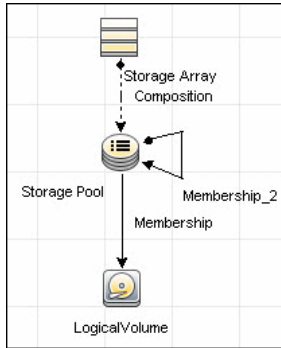 Storage Array
Composition
Storage Pool
Membership_2
Membership
LogicalVolume